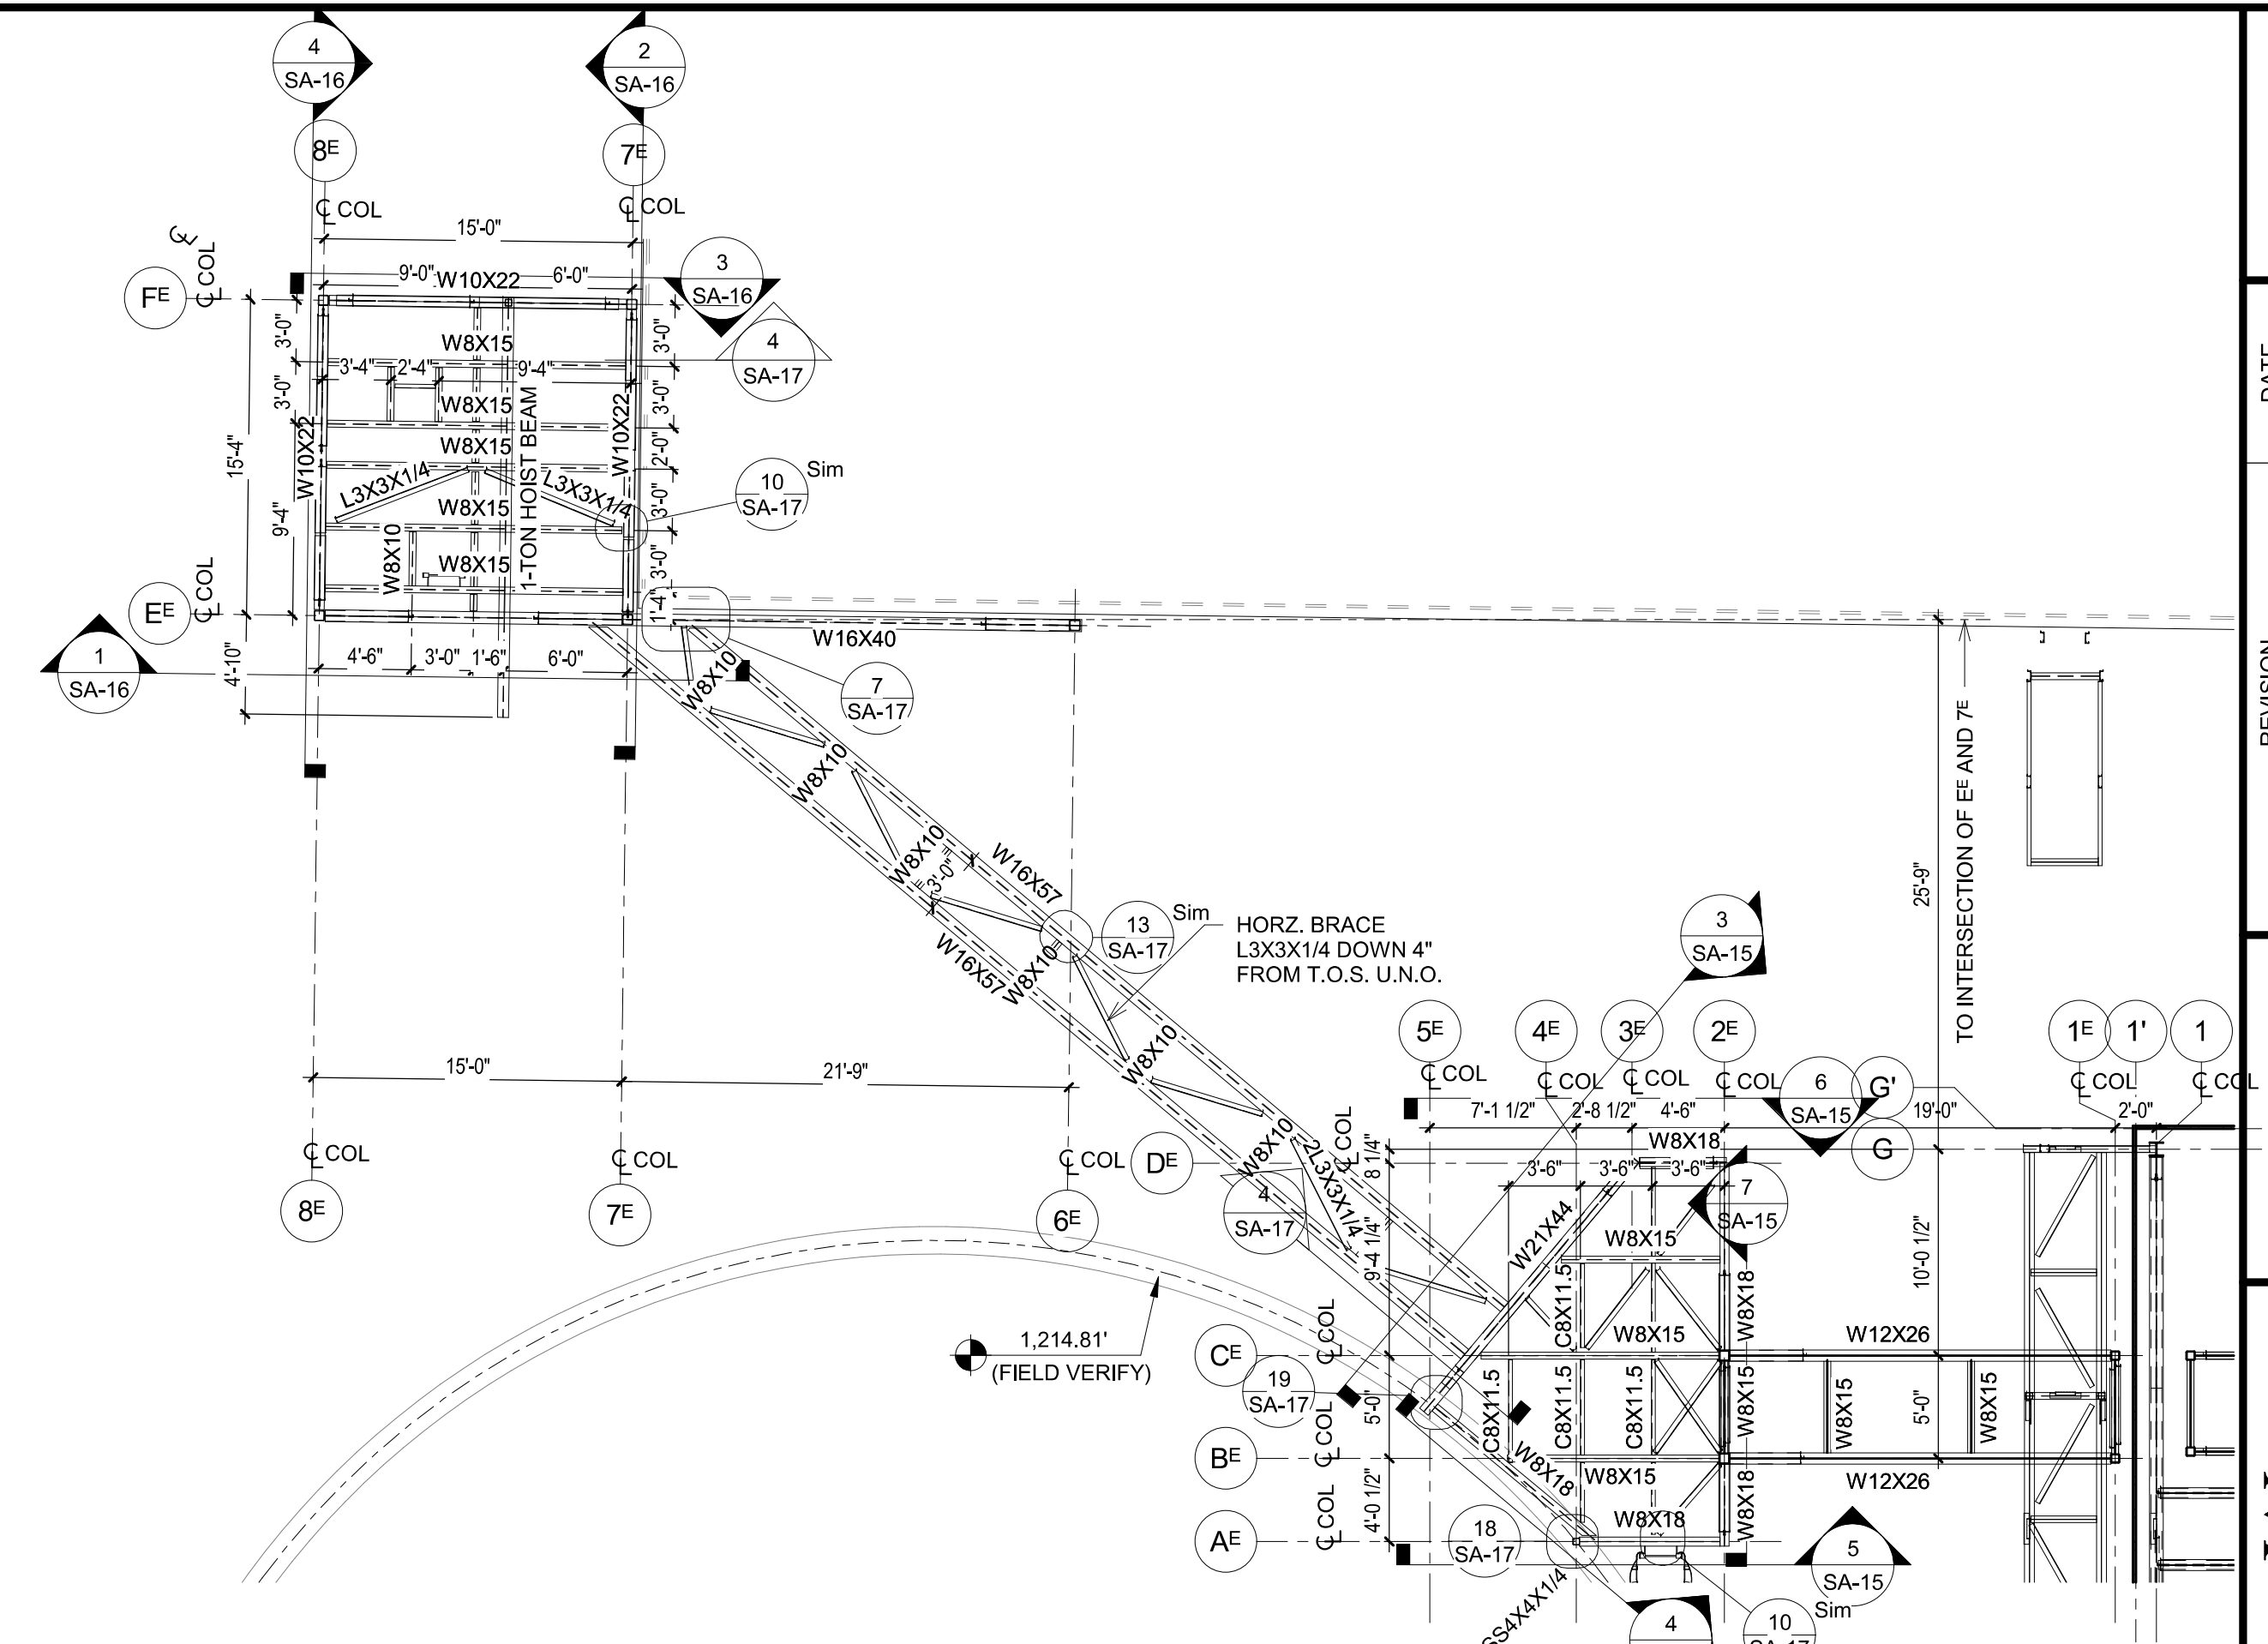 4
SA-16
2
SA-16
8E
7E
℄ COL
℄ COL
15'-0"
℄
℄ COL
FE
9'-0"
W10X22
6'-0"
3
SA-16
4
SA-17
3'-0"
W8X15
3'-0"
3'-4"
2'-4"
9'-4"
3'-0"
W8X15
3'-0"
15'-4"
W10X22
W8X15
1-TON HOIST BEAM
W10X22
2'-0"
L3X3X1/4
L3X3X1/4
10
SA-17
Sim
9'-4"
W8X15
3'-0"
W8X10
W8X15
3'-0"
℄ COL
EE
1'-4"
W16X40
1
SA-16
4'-10"
4'-6"
3'-0"
1'-6"
6'-0"
W8X10
7
SA-17
W8X10
W8X10
3'-0"
W16X57
W16X57
W8X10
13
SA-17
Sim
HORZ. BRACE
L3X3X1/4 DOWN 4"
FROM T.O.S. U.N.O.
3
SA-15
25'-9"
TO INTERSECTION OF EE AND 7E
DATE
REVISION
15'-0"
21'-9"
W8X10
5E
4E
3E
2E
1E
1'
1
℄ COL
℄ COL
℄ COL
℄ COL
℄ COL
℄ COL
6
SA-15
G'
G
7'-1 1/2"
2'-8 1/2"
4'-6"
19'-0"
2'-0"
℄ COL
℄ COL
℄ COL
8E
7E
6E
DE
℄ COL
8 1/4"
W8X10
2L3X3X1/4
W8X18
3'-6"
3'-6"
3'-6"
7
SA-15
4
SA-17
9'-4 1/4"
W21X44
W8X15
10'-0 1/2"
C8X11.5
W8X18
1,214.81'
(FIELD VERIFY)
CE
℄ COL
W8X15
W12X26
19
SA-17
5'-0"
C8X11.5
C8X11.5
C8X11.5
W8X15
W8X15
5'-0"
W8X15
BE
℄ COL
W8X18
W8X15
W12X26
4'-0 1/2"
AE
℄ COL
18
SA-17
W8X18
W8X18
5
SA-15
SS4X4X1/4
4
10
SA-17
Sim